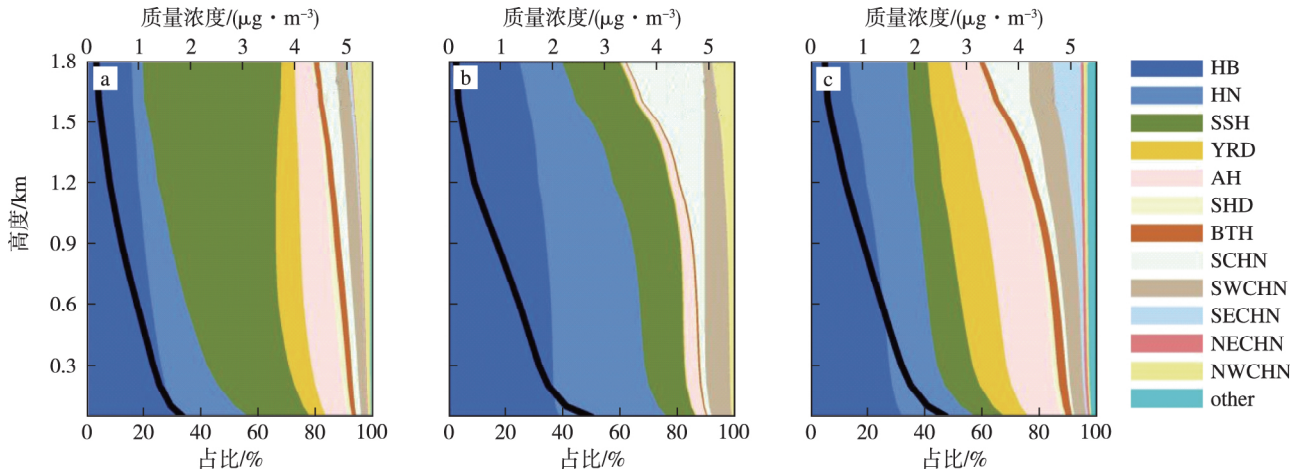 质量浓度/(μg·m⁻³)
质量浓度/(μg·m⁻³)
质量浓度/(μg·m⁻³)
0 1 2 3 4 5
0 1 2 3 4 5
0 1 2 3 4 5
1.8
1.5
1.2
0.9
0.6
0.3
高度/km
a
b
c
0 20 40 60 80 100
0 20 40 60 80 100
0 20 40 60 80 100
占比/%
占比/%
占比/%
HB
HN
SSH
YRD
AH
SHD
BTH
SCHN
SWCHN
SECHN
NECHN
NWCHN
other